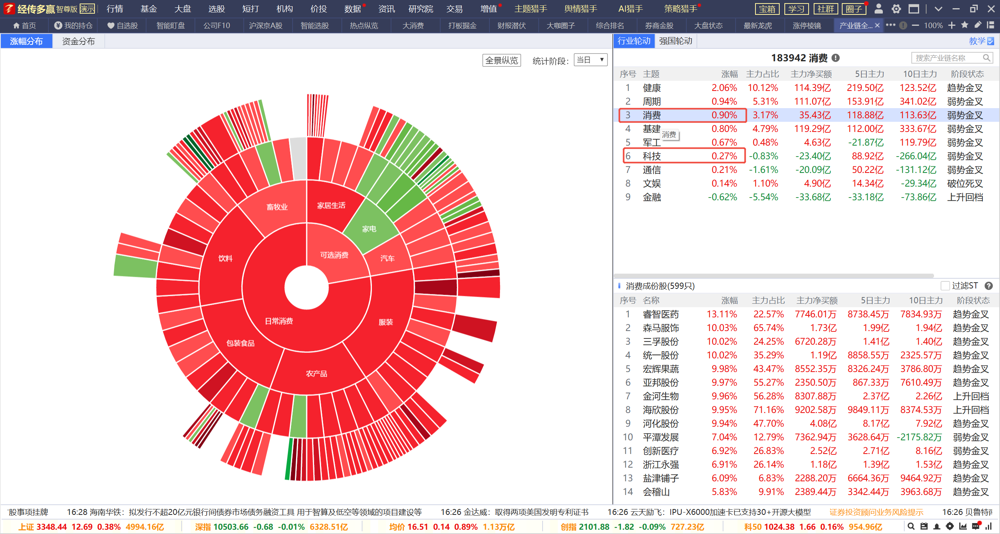 经传多赢 智尊版 演示 行情 基金 大盘 选股 短打 机构 价投 数据 资讯 研究院 交易 增值 主题猎手 舆情猎手 AI猎手 策略猎手 宝箱 学习 社群 圈子
首页 我的持仓 自选股 智能盯盘 公司F10 沪深京A股 智能选股 热点纵览 大消费 打板掘金 财报潜伏 大咖圈子 综合排名 券商金股 大盘状态 最新龙虎 涨停棱镜 产业链全... 100%
涨幅分布 资金分布
全景纵览 统计阶段: 当日
畜牧业 家居生活
家电
饮料 可选消费 汽车
日常消费 服装
包装食品
农产品
行业轮动 强国轮动 教学
183942 消费 搜索产业链名称
序号 主题 涨幅 主力占比 主力净买额 5日主力 10日主力 阶段状态
1 健康 2.06% 10.12% 114.39亿 219.50亿 123.52亿 趋势金叉
2 周期 0.94% 5.31% 111.07亿 153.91亿 341.02亿 弱势金叉
3 消费 0.90% 3.17% 35.43亿 118.88亿 113.63亿 弱势金叉
4 基建 0.80% 4.79% 119.29亿 112.00亿 333.67亿 弱势金叉
消费
5 军工 0.67% 0.48% 4.63亿 -21.87亿 119.79亿 弱势金叉
6 科技 0.27% -0.83% -23.40亿 88.92亿 -266.04亿 弱势金叉
7 通信 0.21% -1.61% -20.09亿 50.22亿 -131.12亿 弱势金叉
8 文娱 0.14% 1.10% 4.90亿 14.34亿 -29.34亿 破位死叉
9 金融 -0.62% -5.54% -33.68亿 -33.18亿 -73.86亿 上升回档
消费成份股(599只) 过滤ST
序号 名称 涨幅 主力占比 主力净买额 5日主力 10日主力 阶段状态
1 睿智医药 13.11% 22.57% 7746.01万 8738.45万 7834.93万 趋势金叉
2 森马服饰 10.03% 65.74% 1.73亿 1.99亿 1.94亿 趋势金叉
3 三孚股份 10.02% 24.25% 6720.28万 1.41亿 1.40亿 趋势金叉
4 统一股份 10.02% 35.29% 1.19亿 8858.55万 2325.57万 趋势金叉
5 宏辉果蔬 9.98% 43.47% 8552.35万 8326.24万 3786.80万 趋势金叉
6 亚邦股份 9.97% 55.27% 2350.50万 867.33万 7610.49万 趋势金叉
7 金河生物 9.96% 56.28% 8307.88万 2.37亿 2.26亿 上升回档
8 海欣股份 9.95% 71.16% 9202.58万 9849.11万 8374.53万 上升回档
9 河化股份 9.94% 47.70% 4.08亿 8.17亿 7.92亿 趋势金叉
10 平潭发展 7.04% 12.79% 7362.94万 3628.64万 -2175.82万 弱势金叉
11 创新医疗 6.92% 26.83% 2.52亿 2.71亿 8.16亿 弱势金叉
12 浙江永强 6.91% 26.14% 1.18亿 1.39亿 1.53亿 趋势金叉
13 盐津铺子 6.09% 6.83% 2288.20万 6664.36万 9464.92万 趋势金叉
14 会稽山 5.83% 9.91% 2389.44万 3342.44万 3963.68万 趋势金叉
股事项挂牌 16:28 海南华铁：拟发行不超20亿元银行间债券市场债务融资工具 用于智算及低空等领域的项目建设等 16:26 金达威：取得两项美国发明专利证书 16:26 云天励飞：IPU-X6000加速卡已支持30+开源大模型 证券投资顾问业务风险提示 16:26 贝鲁特南
上证 3348.44 12.69 0.38% 4994.16亿 深指 10503.66 -0.68 -0.01% 6328.51亿 均价 16.51 0.14 0.89% 1.13万亿 创指 2101.88 -1.82 -0.09% 727.23亿 科50 1024.38 1.66 0.16% 954.96亿